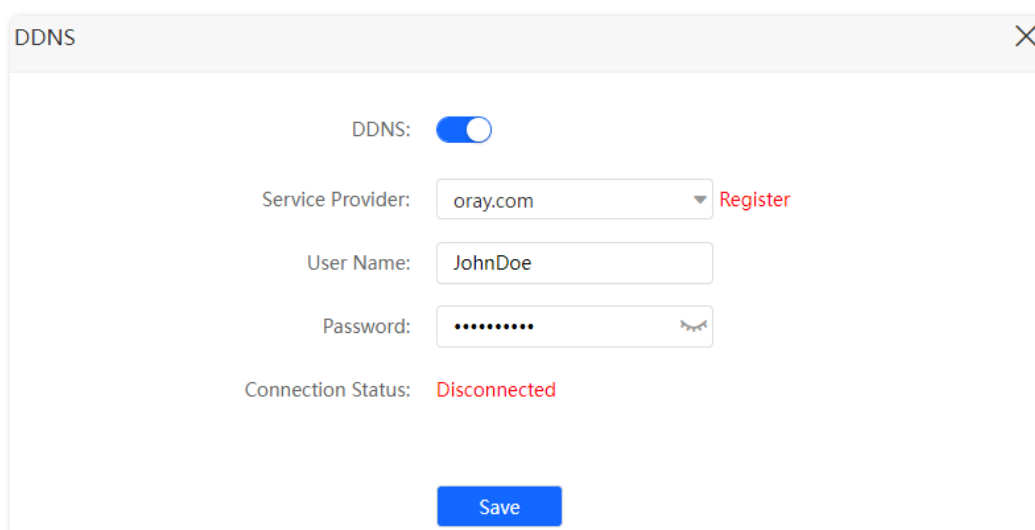 DDNS
DDNS:
Service Provider: oray.com Register
User Name: JohnDoe
Password: ••••••••••
Connection Status: Disconnected
Save